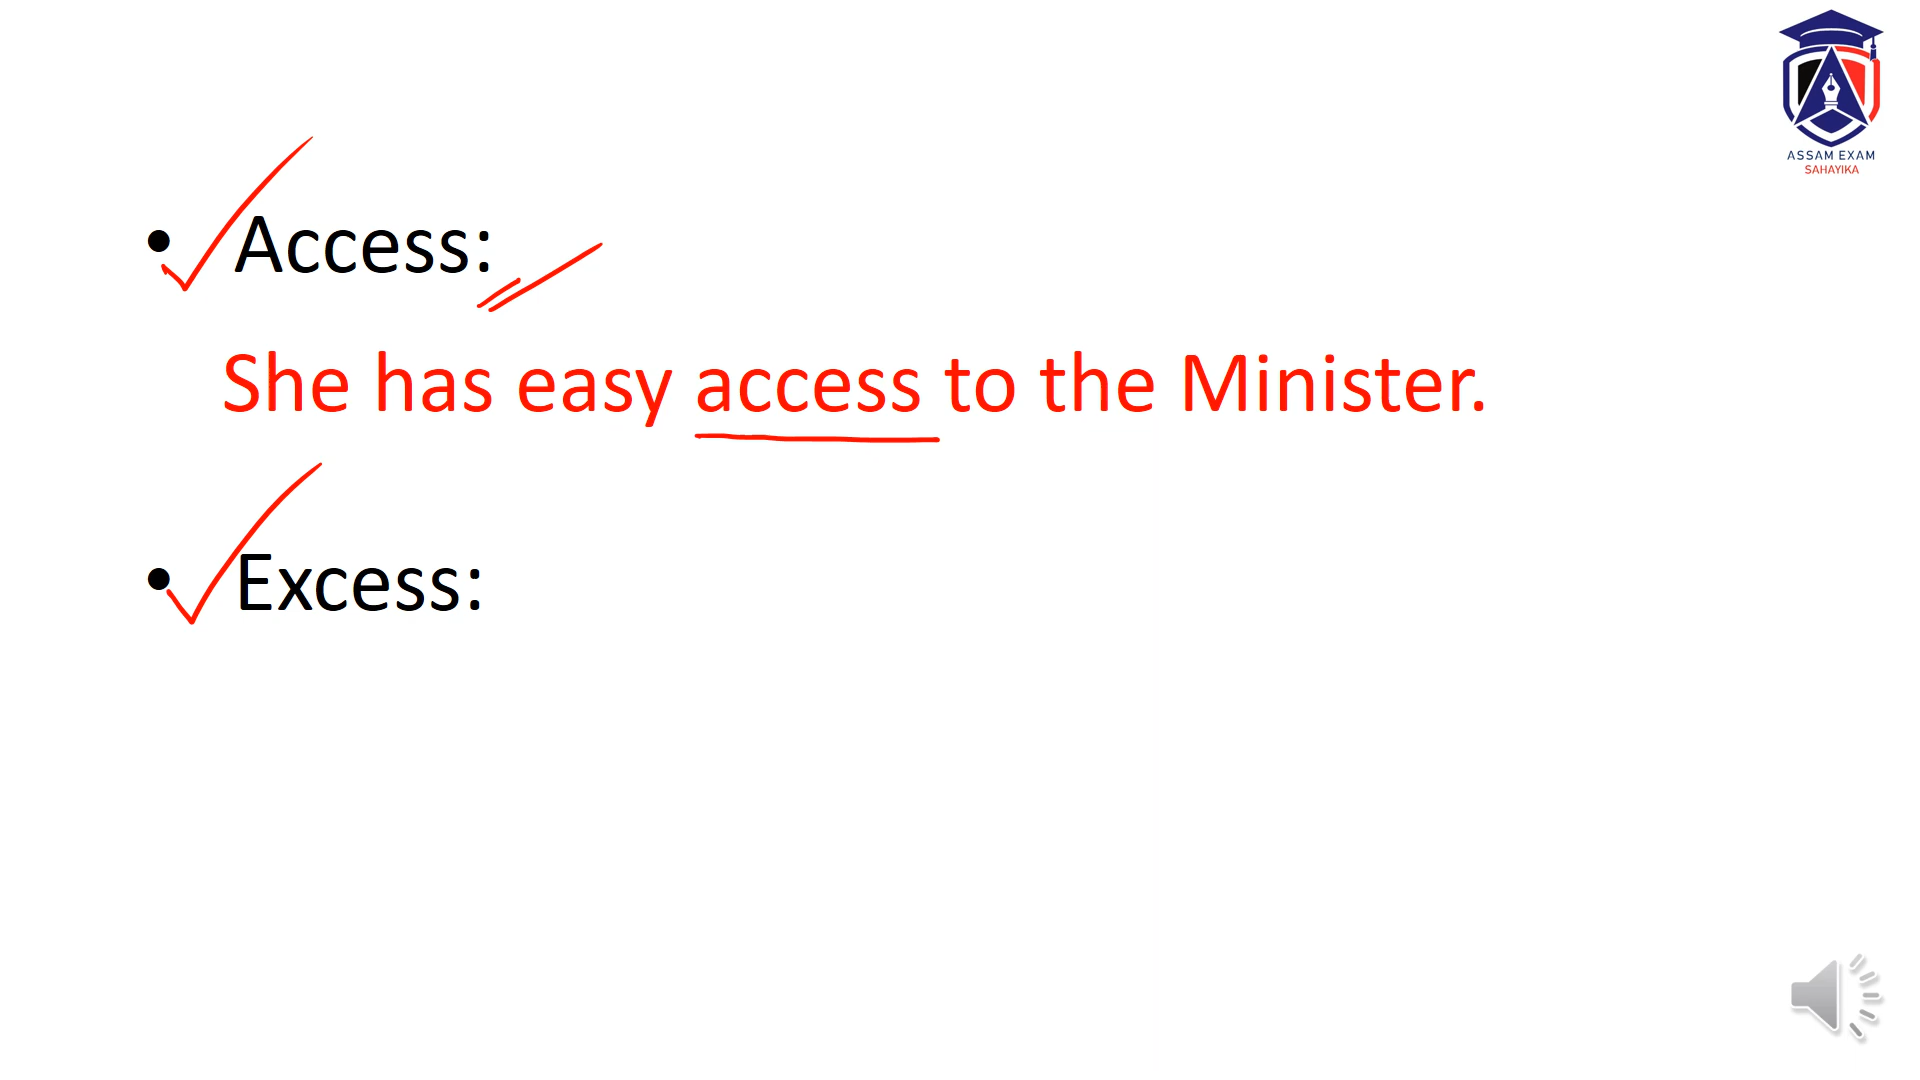 ASSAM EXAM
SAHAYIKA
• Access:
She has easy access to the Minister.
• Excess: